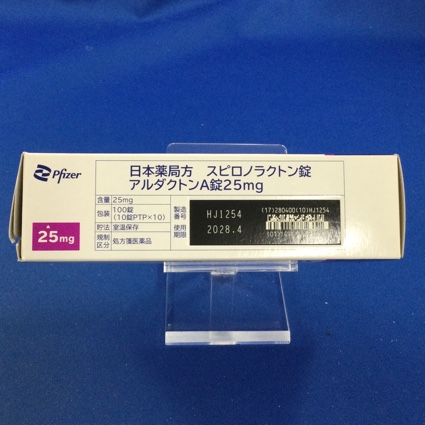 Pfizer
日本薬局方 スピロノラクトン錠
アルダクトンA錠25mg
含量 25mg
包装 100錠
(10錠PTP×10)
貯法 室温保存
規制区分 処方箋医薬品
製造番号 HJ1254
使用期限 2028.4
(17)280400(10)HJ1254
25mg